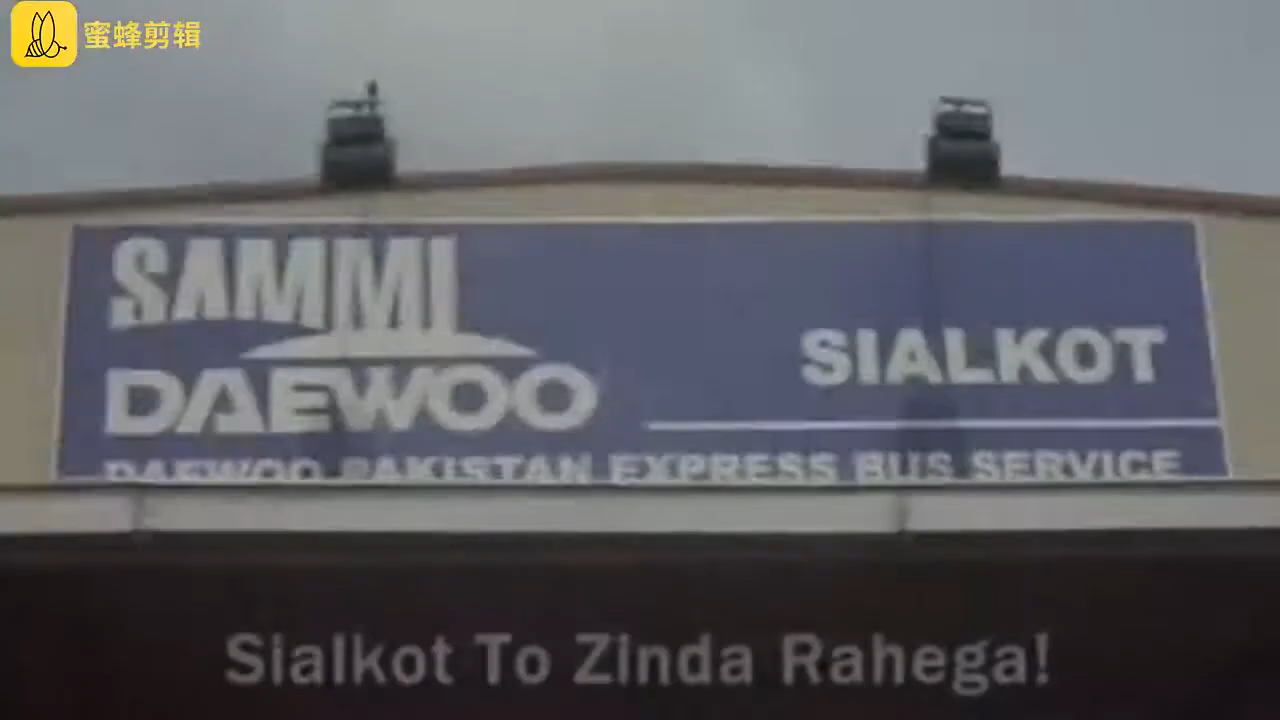 蜜蜂剪辑
SAMMI
DAEWOO
SIALKOT
DAEWOO PAKISTAN EXPRESS BUS SERVICE
Sialkot To Zinda Rahega!